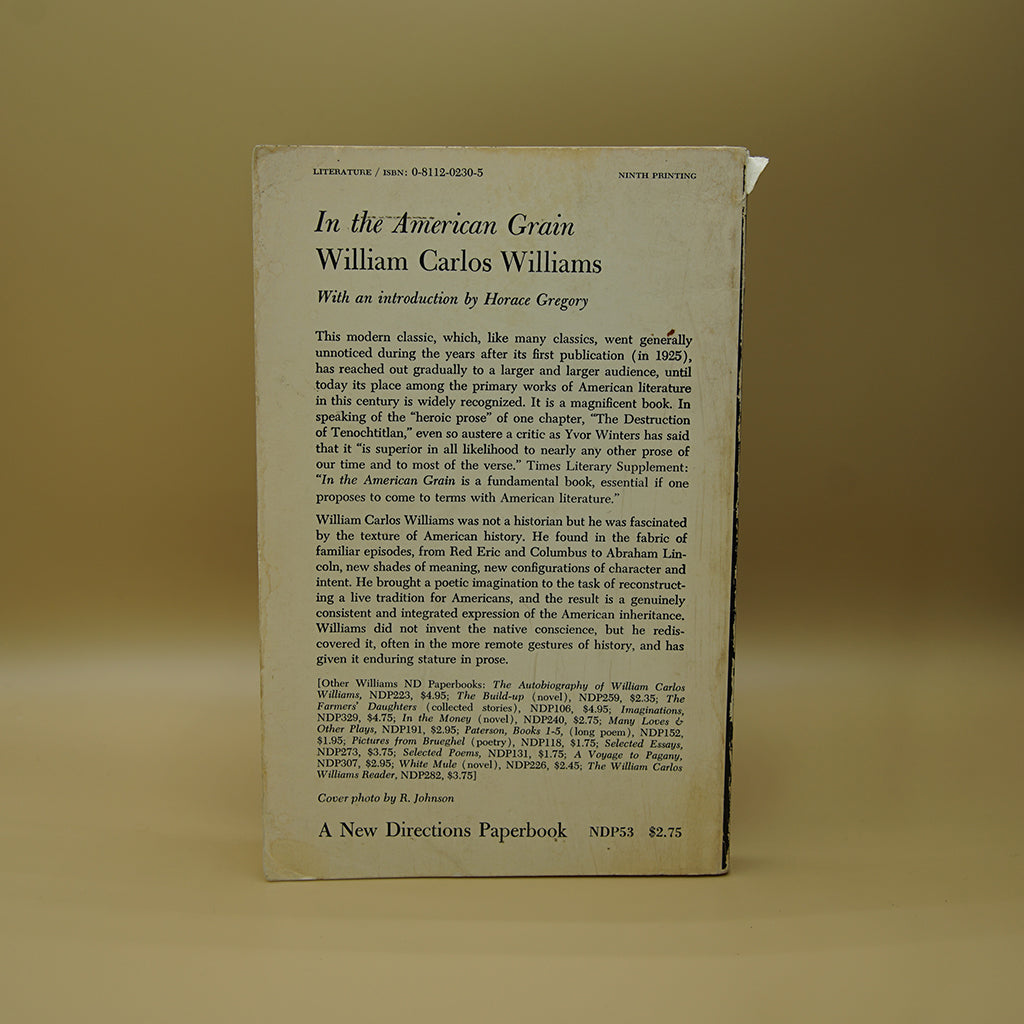 LITERATURE / ISBN: 0-8112-0230-5
NINTH PRINTING
In the American Grain
William Carlos Williams
With an introduction by Horace Gregory
This modern classic, which, like many classics, went generally
unnoticed during the years after its first publication (in 1925),
has reached out gradually to a larger and larger audience, until
today its place among the primary works of American literature
in this century is widely recognized. It is a magnificent book. In
speaking of the "heroic prose" of one chapter, "The Destruction
of Tenochtitlan," even so austere a critic as Yvor Winters has said
that it "is superior in all likelihood to nearly any other prose of
our time and to most of the verse." Times Literary Supplement:
"In the American Grain is a fundamental book, essential if one
proposes to come to terms with American literature."
William Carlos Williams was not a historian but he was fascinated
by the texture of American history. He found in the fabric of
familiar episodes, from Red Eric and Columbus to Abraham Lin-
coln, new shades of meaning, new configurations of character and
intent. He brought a poetic imagination to the task of reconstruct-
ing a live tradition for Americans, and the result is a genuinely
consistent and integrated expression of the American inheritance.
Williams did not invent the native conscience, but he redis-
covered it, often in the more remote gestures of history, and has
given it enduring stature in prose.
[Other Williams ND Paperbooks: The Autobiography of William Carlos
Williams, NDP223, $4.95; The Build-up (novel), NDP259, $2.35; The
Farmers' Daughters (collected stories), NDP106, $4.95; Imaginations,
NDP329, $4.75; In the Money (novel), NDP240, $2.75; Many Loves &
Other Plays, NDP191, $2.95; Paterson, Books 1-5, (long poem), NDP152,
$1.95; Pictures from Brueghel (poetry), NDP118, $1.75; Selected Essays,
NDP273, $3.75; Selected Poems, NDP131, $1.75; A Voyage to Pagany,
NDP307, $2.95; White Mule (novel), NDP226, $2.45; The William Carlos
Williams Reader, NDP282, $3.75]
Cover photo by R. Johnson
A New Directions Paperbook NDP53 $2.75